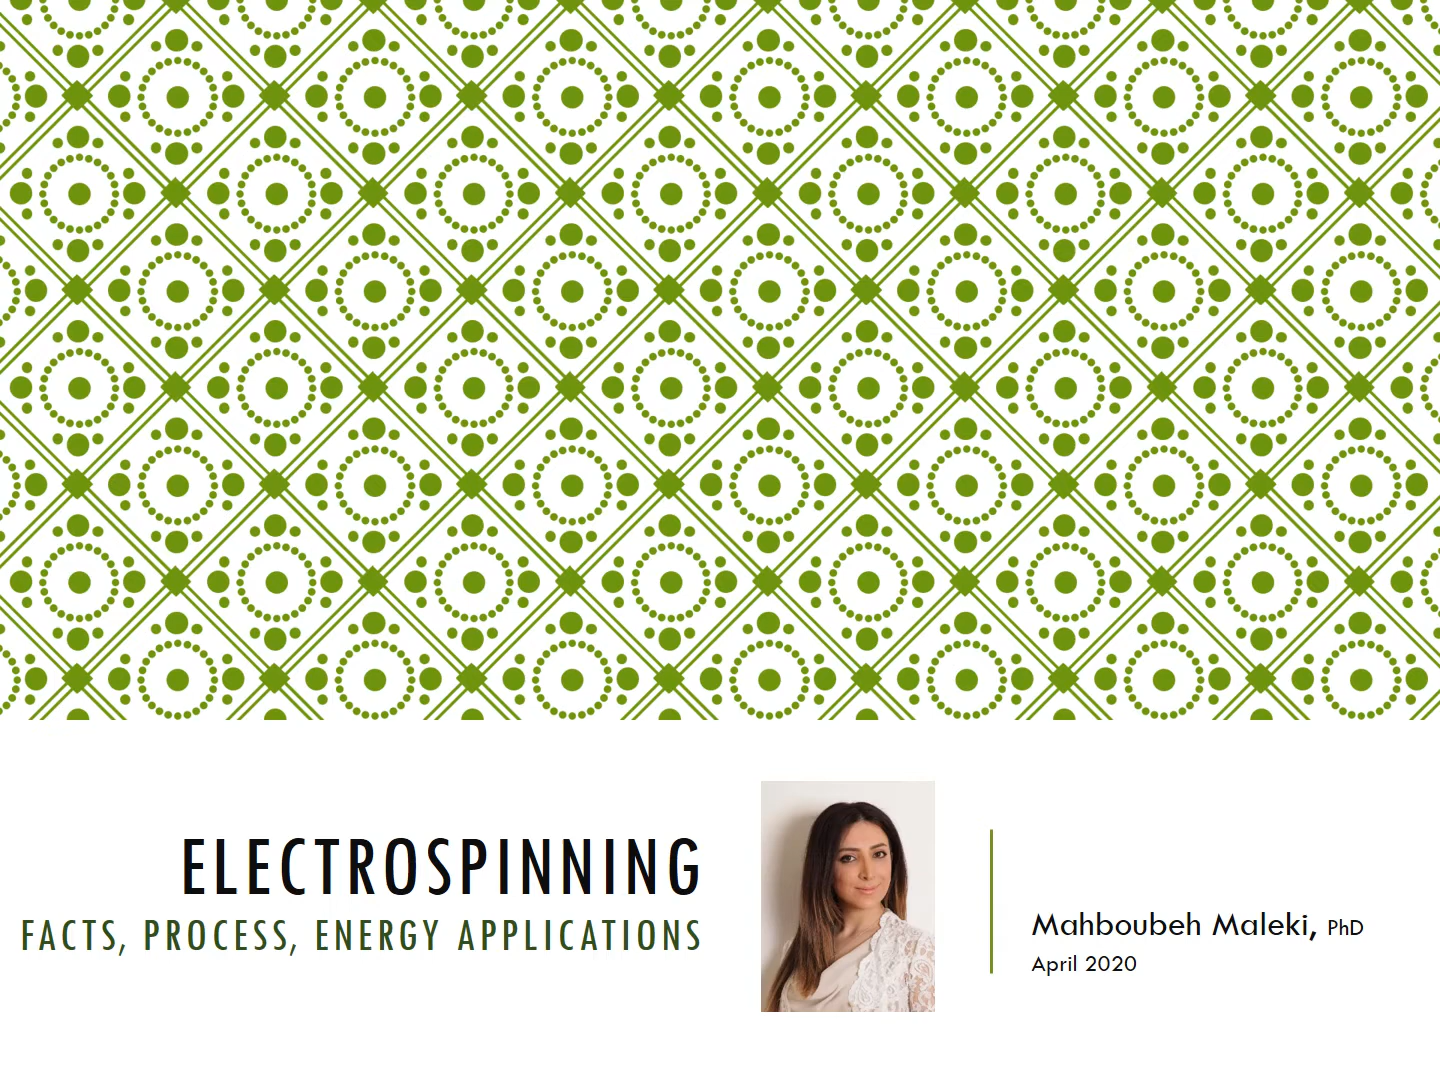 ELECTROSPINNING
FACTS, PROCESS, ENERGY APPLICATIONS
Mahboubeh Maleki, PhD
April 2020